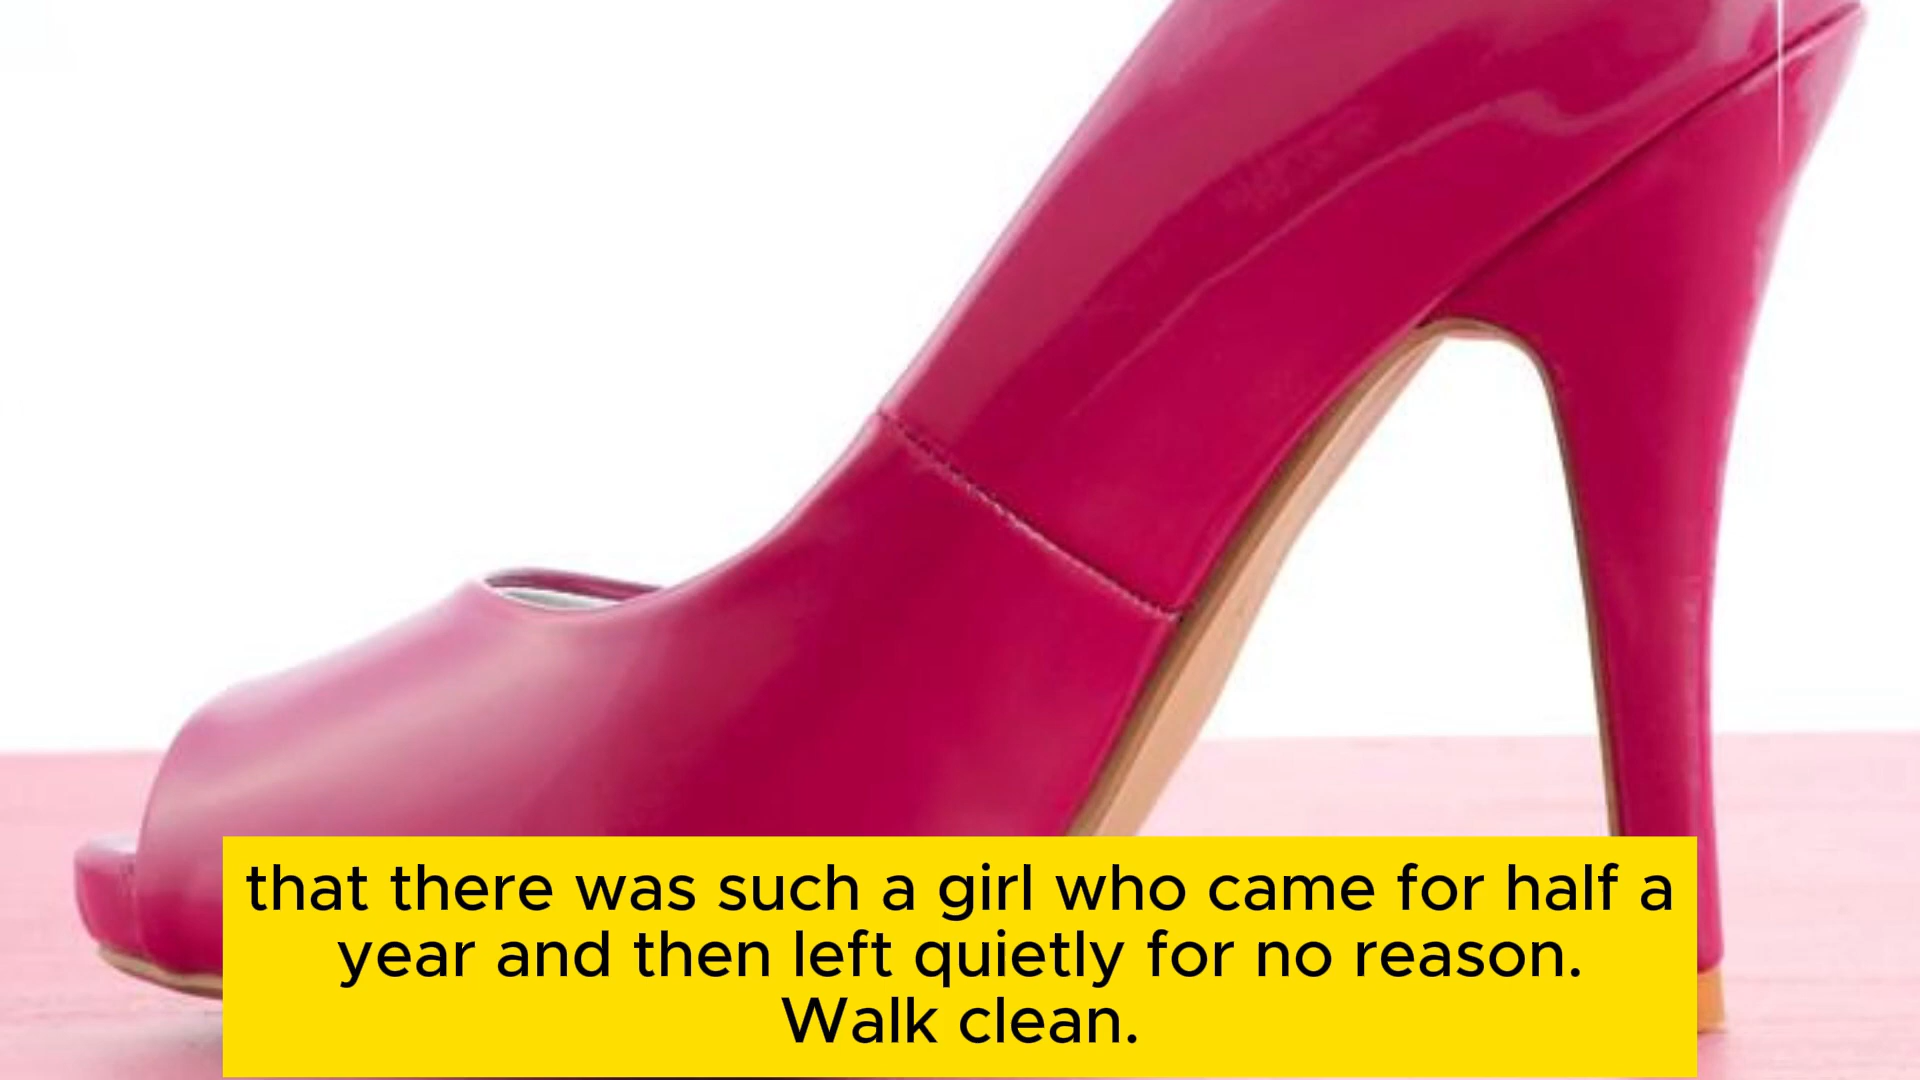 that there was such a girl who came for half a
year and then left quietly for no reason.
Walk clean.